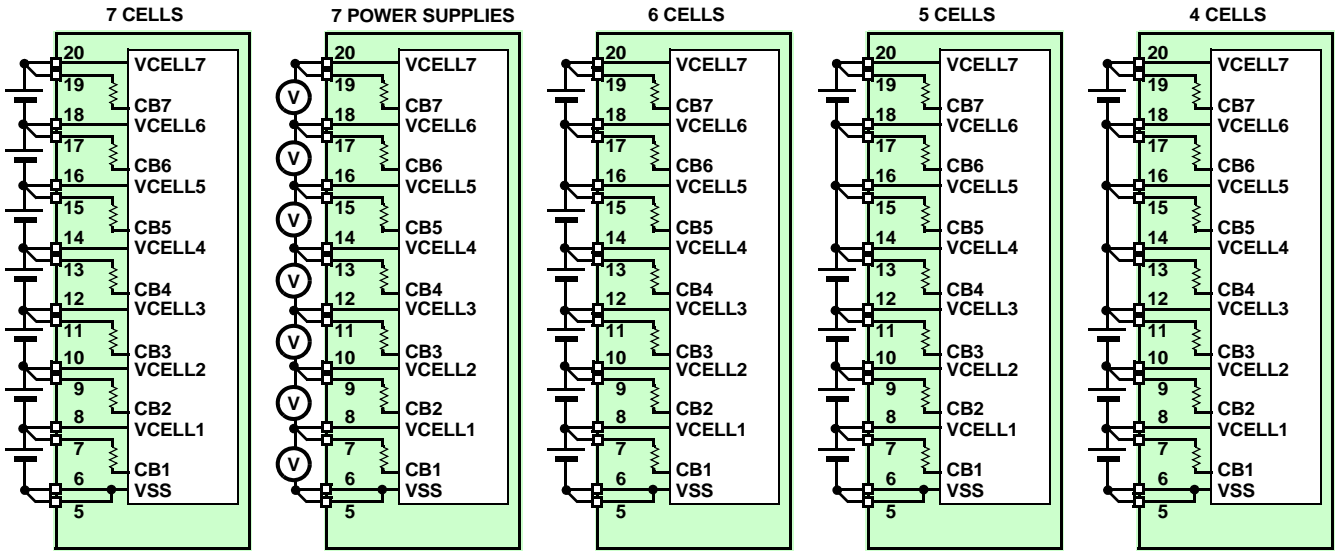 7 CELLS
20
VCELL7
19
CB7
18
VCELL6
17
CB6
16
VCELL5
15
CB5
14
VCELL4
13
CB4
12
VCELL3
11
CB3
10
VCELL2
9
CB2
8
VCELL1
7
CB1
6
VSS
5
7 POWER SUPPLIES
20
VCELL7
V
19
CB7
18
VCELL6
V
17
CB6
16
VCELL5
V
15
CB5
14
VCELL4
V
13
CB4
12
VCELL3
V
11
CB3
10
VCELL2
V
9
CB2
8
VCELL1
V
7
CB1
6
VSS
5
6 CELLS
20
VCELL7
19
CB7
18
VCELL6
17
CB6
16
VCELL5
15
CB5
14
VCELL4
13
CB4
12
VCELL3
11
CB3
10
VCELL2
9
CB2
8
VCELL1
7
CB1
6
VSS
5
5 CELLS
20
VCELL7
19
CB7
18
VCELL6
17
CB6
16
VCELL5
15
CB5
14
VCELL4
13
CB4
12
VCELL3
11
CB3
10
VCELL2
9
CB2
8
VCELL1
7
CB1
6
VSS
5
4 CELLS
20
VCELL7
19
CB7
18
VCELL6
17
CB6
16
VCELL5
15
CB5
14
VCELL4
13
CB4
12
VCELL3
11
CB3
10
VCELL2
9
CB2
8
VCELL1
7
CB1
6
VSS
5